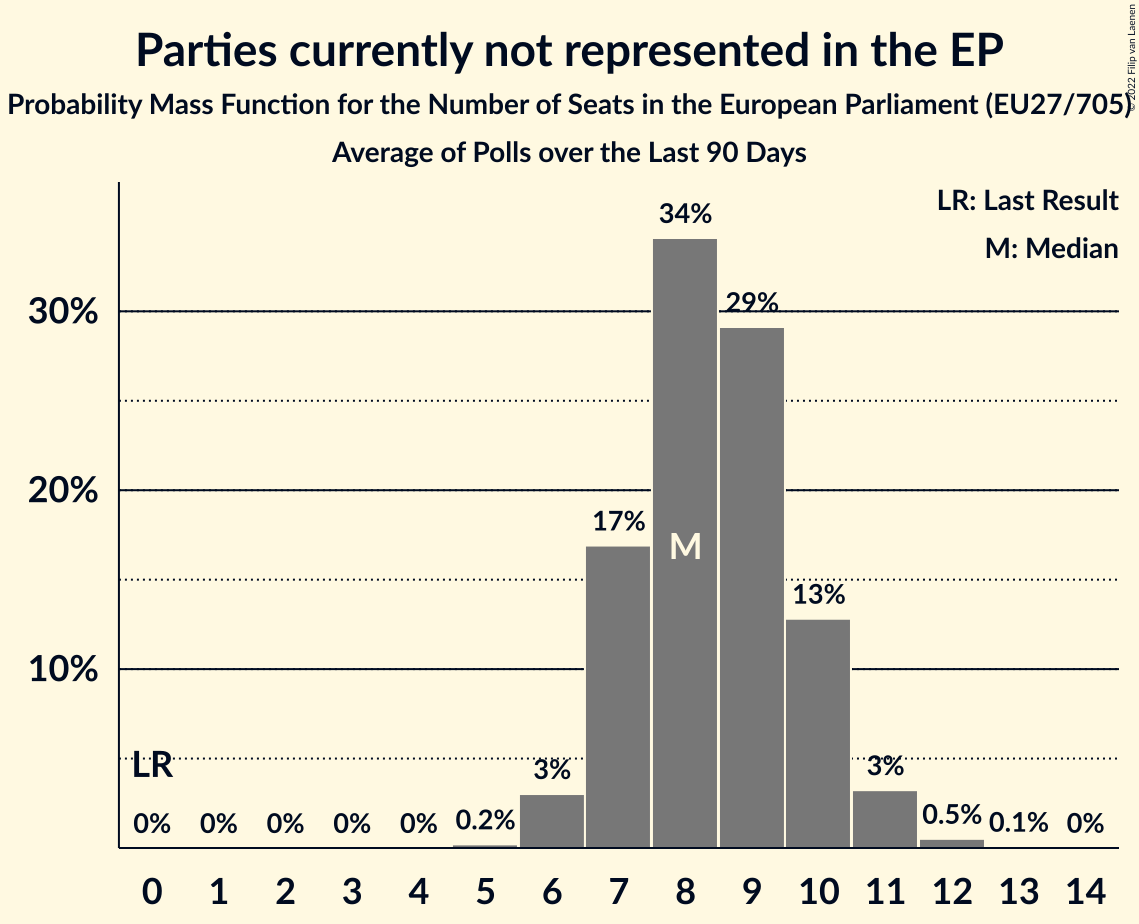 Parties currently not represented in the EP
Probability Mass Function for the Number of Seats in the European Parliament (EU27/705)
Average of Polls over the Last 90 Days
© 2022 Filip van Laenen
LR: Last Result
M: Median
34%
30%
29%
20%
17%
M
13%
10%
LR
3%
3%
0%
0%
0%
0%
0%
0.2%
0.5%
0.1%
0%
0 1 2 3 4 5 6 7 8 9 10 11 12 13 14